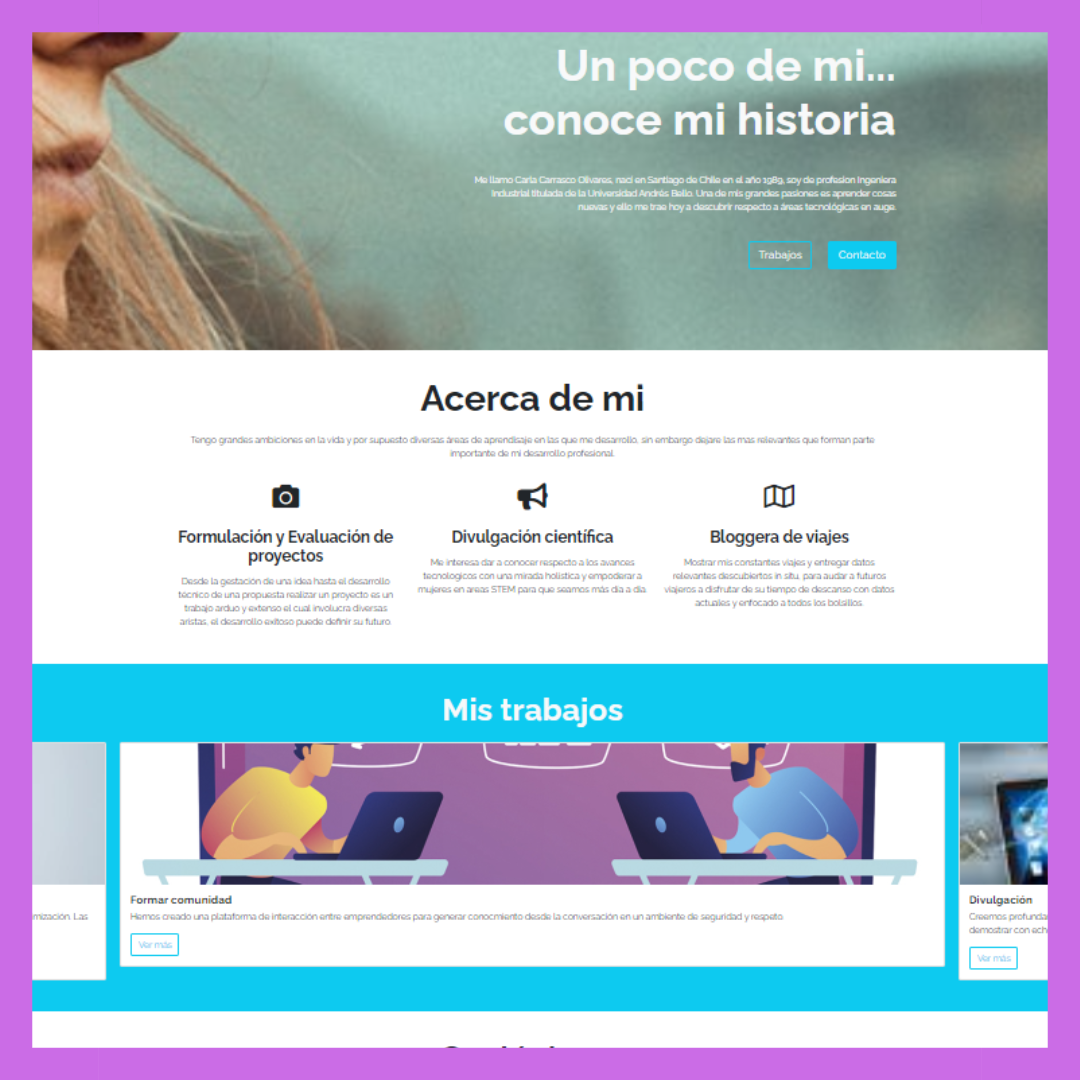 Un poco de mi...
conoce mi historia
Me llamo Carla Carrasco Olivares, naci en Santiago de Chile en el año 1989, soy de profesion Ingeniera
Industrial titulada de la Universidad Andrés Bello. Una de mis grandes pasiones es aprender cosas
nuevas y ello me trae hoy a descubrir respecto a áreas tecnológicas en auge.
Trabajos
Contacto
Acerca de mi
Tengo grandes ambiciones en la vida y por supuesto diversas áreas de aprendisaje en las que me desarrollo, sin embargo dejare las mas relevantes que forman parte
importante de mi desarrollo profesional.
Formulación y Evaluación de
proyectos
Desde la gestación de una idea hasta el desarrollo
técnico de una propuesta realizar un proyecto es un
trabajo arduo y extenso el cual involucra diversas
aristas, el desarrollo exitoso puede definir su futuro.
Divulgación científica
Me interesa dar a conocer respecto a los avances
tecnologicos con una mirada holistica y empoderar a
mujeres en areas STEM para que seamos más dia a dia.
Bloggera de viajes
Mostrar mis constantes viajes y entregar datos
relevantes descubiertos in situ, para audar a futuros
viajeros a disfrutar de su tiempo de descanso con datos
actuales y enfocado a todos los bolsillos.
Mis trabajos
mización. Las
Formar comunidad
Hemos creado una plataforma de interacción entre emprendedores para generar conocmiento desde la conversación en un ambiente de seguridad y respeto.
Ver más
Divulgación
Creemos profunda
demostrar con ech
Ver más